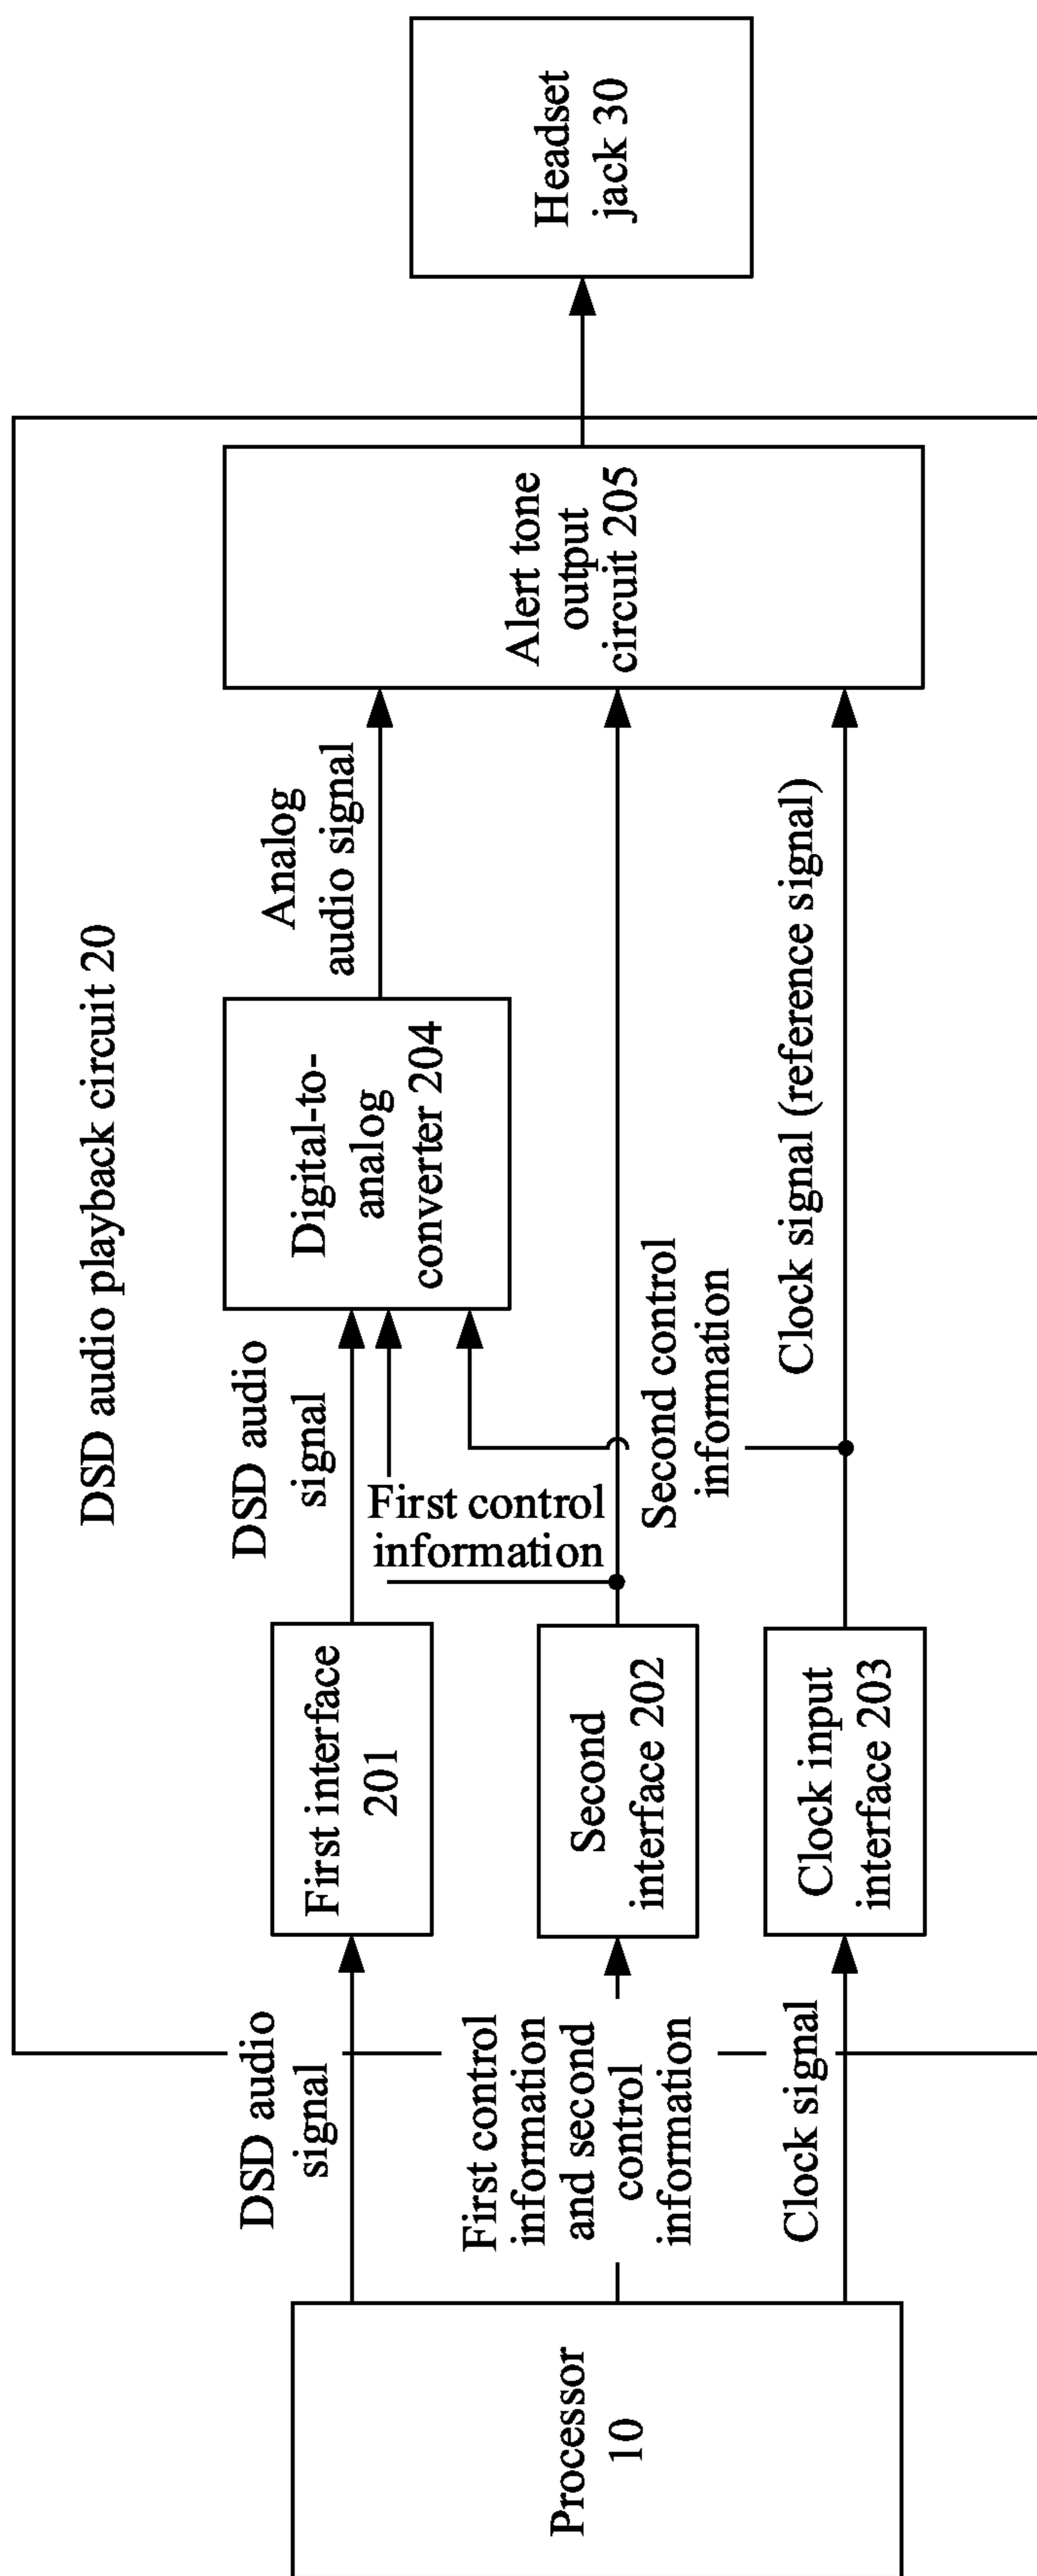 DSD audio playback circuit 20
Processor
10
DSD audio
signal
First control
information
and second
control
information
Clock signal
First interface
201
Second
interface 202
Clock input
interface 203
DSD audio
signal
First control
information
Second control
information
Clock signal (reference signal)
Digital-to-
analog
converter 204
Analog
audio signal
Alert tone
output
circuit 205
Headset
jack 30